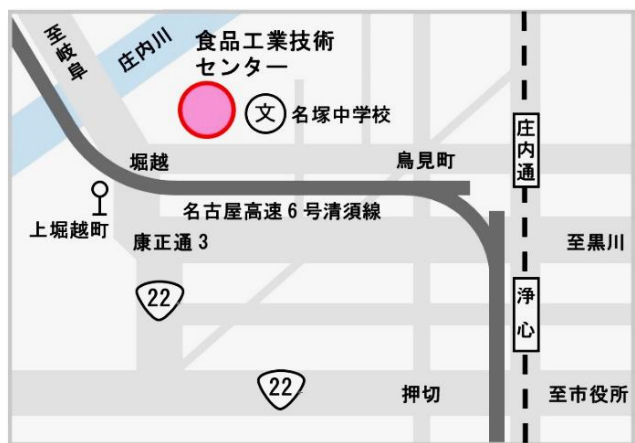 至岐阜
庄内川
食品工業技術
センター
文
名塚中学校
庄内通
堀越
鳥見町
名古屋高速6号清須線
上堀越町
康正通3
至黒川
22
浄心
22
押切
至市役所